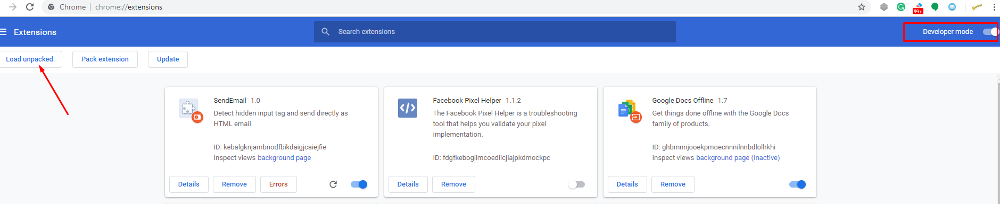 Chrome chrome://extensions
99+
Extensions
Search extensions
Developer mode
Load unpacked
Pack extension
Update
SendEmail 1.0
Detect hidden input tag and send directly as
HTML email
ID: kebalgknjambnodfbikdaigjcaiejfie
Inspect views background page
Details
Remove
Errors
Facebook Pixel Helper 1.1.2
The Facebook Pixel Helper is a troubleshooting
tool that helps you validate your pixel
implementation.
ID: fdgfkebogiimcoedlicjlajpkdmockpc
Details
Remove
Google Docs Offline 1.7
Get things done offline with the Google Docs
family of products.
ID: ghbmnnjooekpmoecnnnilnnbdlolhkhi
Inspect views background page (Inactive)
Details
Remove